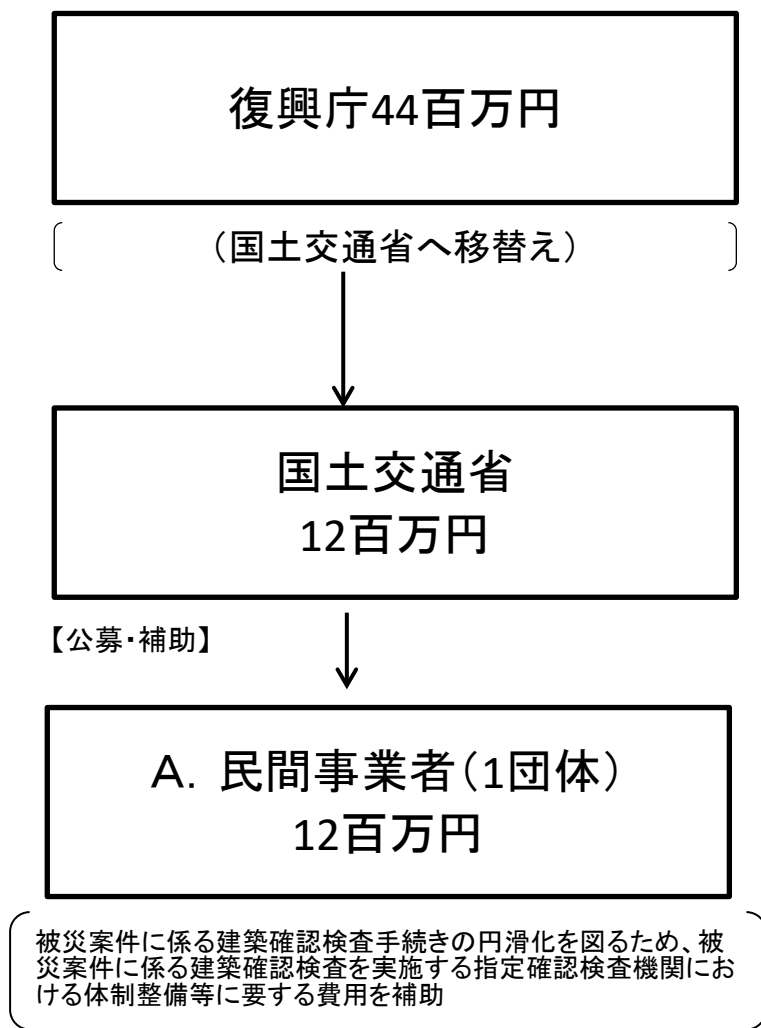 復興庁44百万円
（国土交通省へ移替え）
国土交通省
12百万円
【公募・補助】
Ａ．民間事業者（1団体）
12百万円
被災案件に係る建築確認検査手続きの円滑化を図るため、被
災案件に係る建築確認検査を実施する指定確認検査機関にお
ける体制整備等に要する費用を補助